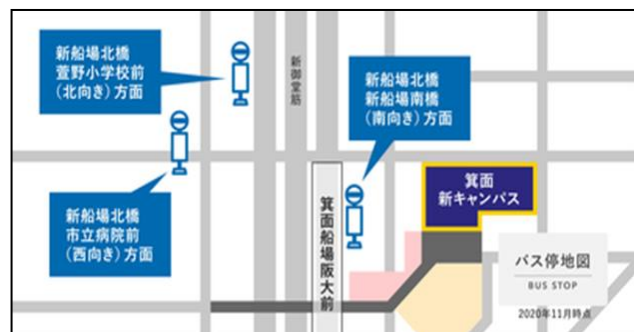 新船場北橋
萱野小学校前
(北向き)方面
新御堂筋
新船場北橋
新船場南橋
(南向き)方面
新船場北橋
市立病院前
(西向き)方面
箕面船場阪大前
箕面
新キャンパス
バス停地図
BUS STOP
2020年11月時点